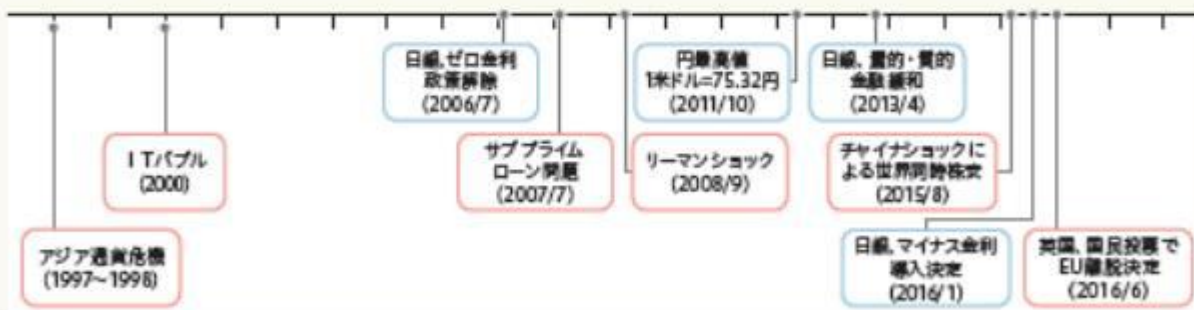 日銀、ゼロ金利
政策解除
(2006/7)
円最高値
1米ドル=75.32円
(2011/10)
日銀、量的・質的
金融緩和
(2013/4)
ITバブル
(2000)
サブプライム
ローン問題
(2007/7)
リーマンショック
(2008/9)
チャイナショックに
よる世界同時株安
(2015/8)
アジア通貨危機
(1997~1998)
日銀、マイナス金利
導入決定
(2016/1)
英国、国民投票で
EU離脱決定
(2016/6)